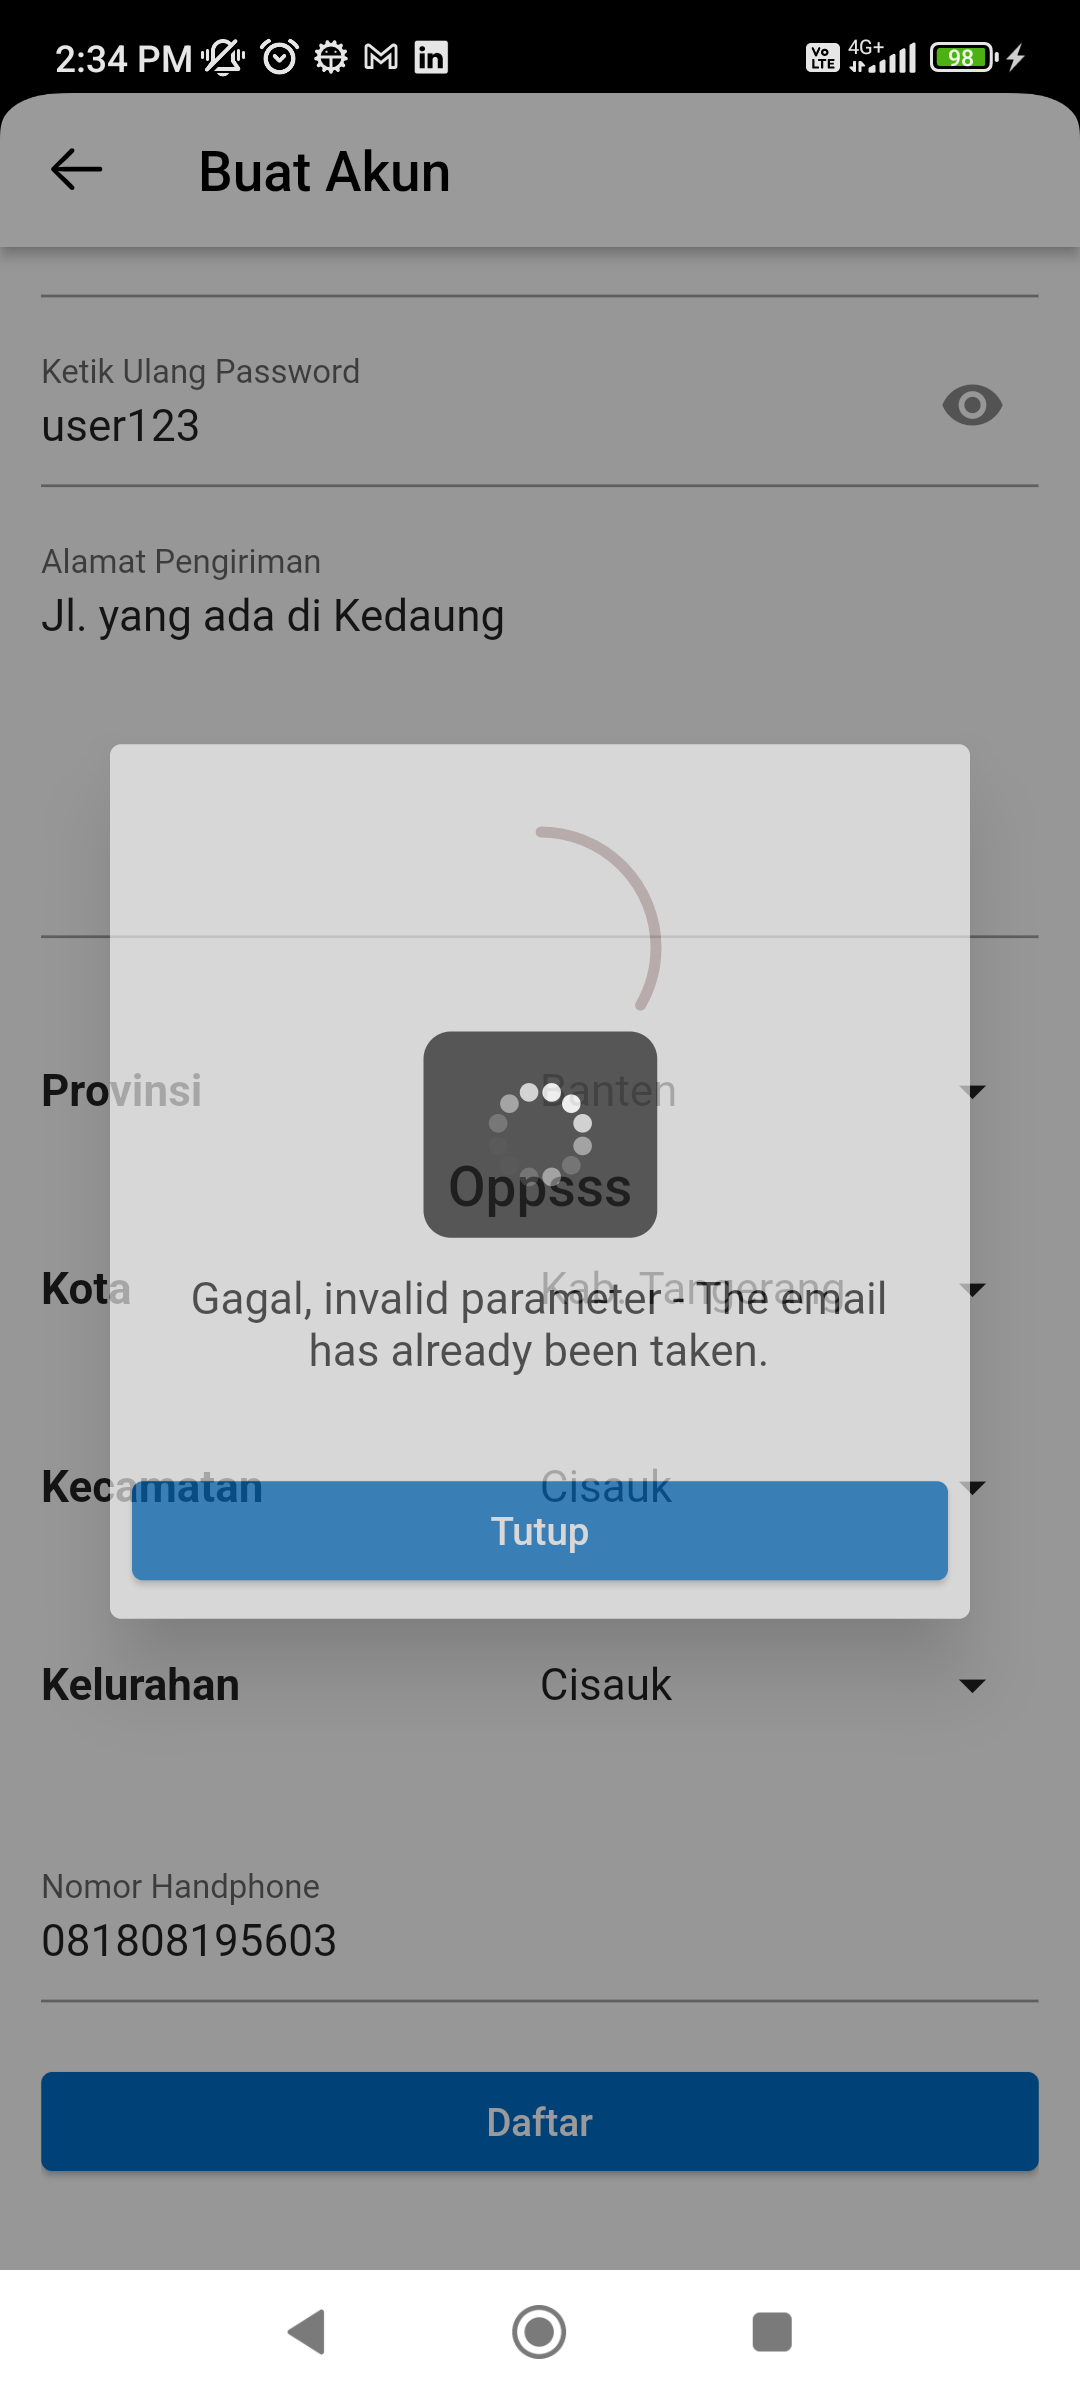 2:34 PM
Vo LTE 4G+ 98
Buat Akun
Ketik Ulang Password
user123
Alamat Pengiriman
Jl. yang ada di Kedaung
Provinsi Banten
Oppsss
Kota Kab. Tangerang
Gagal, invalid parameter - The email
has already been taken.
Kecamatan Cisauk
Tutup
Kelurahan Cisauk
Nomor Handphone
081808195603
Daftar